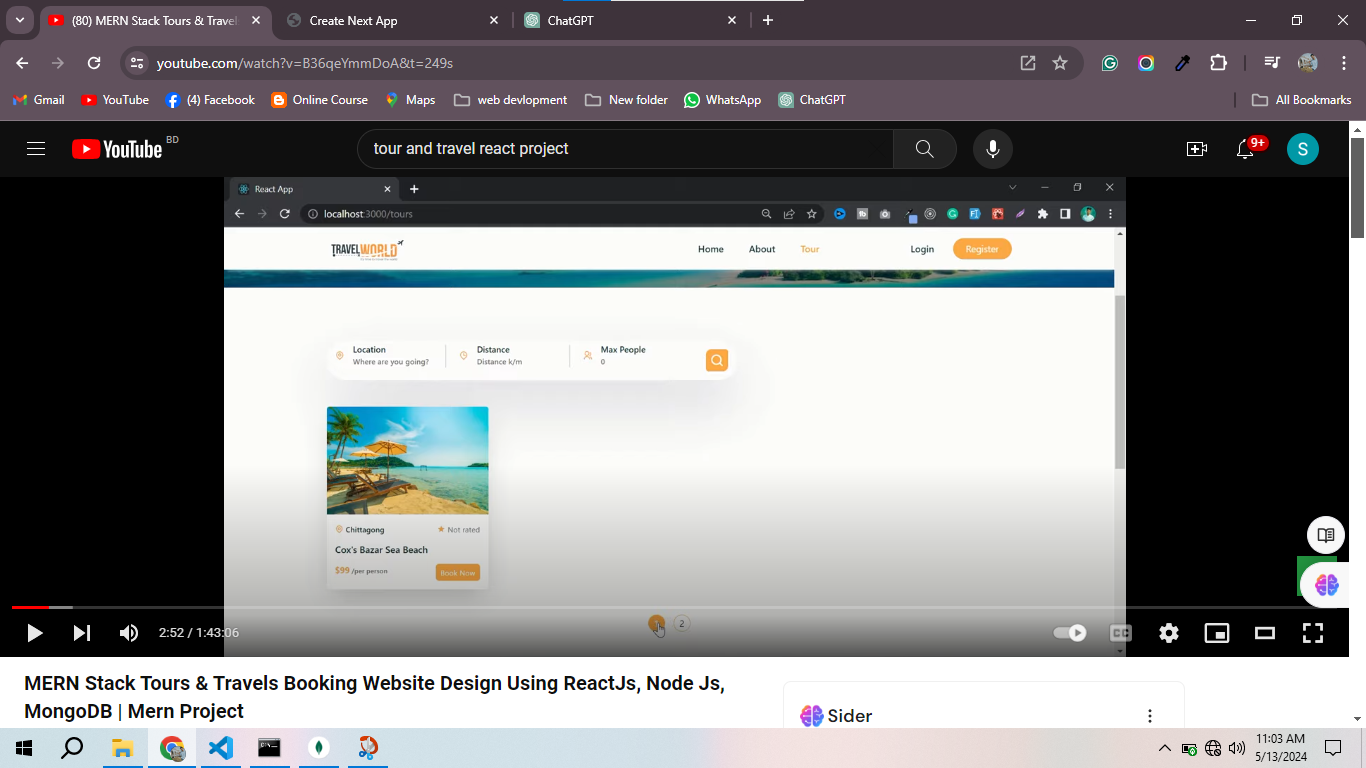 (80) MERN Stack Tours & Travel
Create Next App
ChatGPT
youtube.com/watch?v=B36qeYmmDoA&t=249s
Gmail
YouTube
(4) Facebook
Online Course
Maps
web devlopment
New folder
WhatsApp
ChatGPT
All Bookmarks
YouTube BD
tour and travel react project
9+
S
React App
localhost:3000/tours
TRAVEL WORLD
Home
About
Tour
Login
Register
Location
Where are you going?
Distance
Distance k/m
Max People
0
Chittagong
Not rated
Cox's Bazar Sea Beach
$99 /per person
Book Now
1
2
2:52 / 1:43:06
CC
MERN Stack Tours & Travels Booking Website Design Using ReactJs, Node Js,
MongoDB | Mern Project
Sider
11:03 AM
5/13/2024